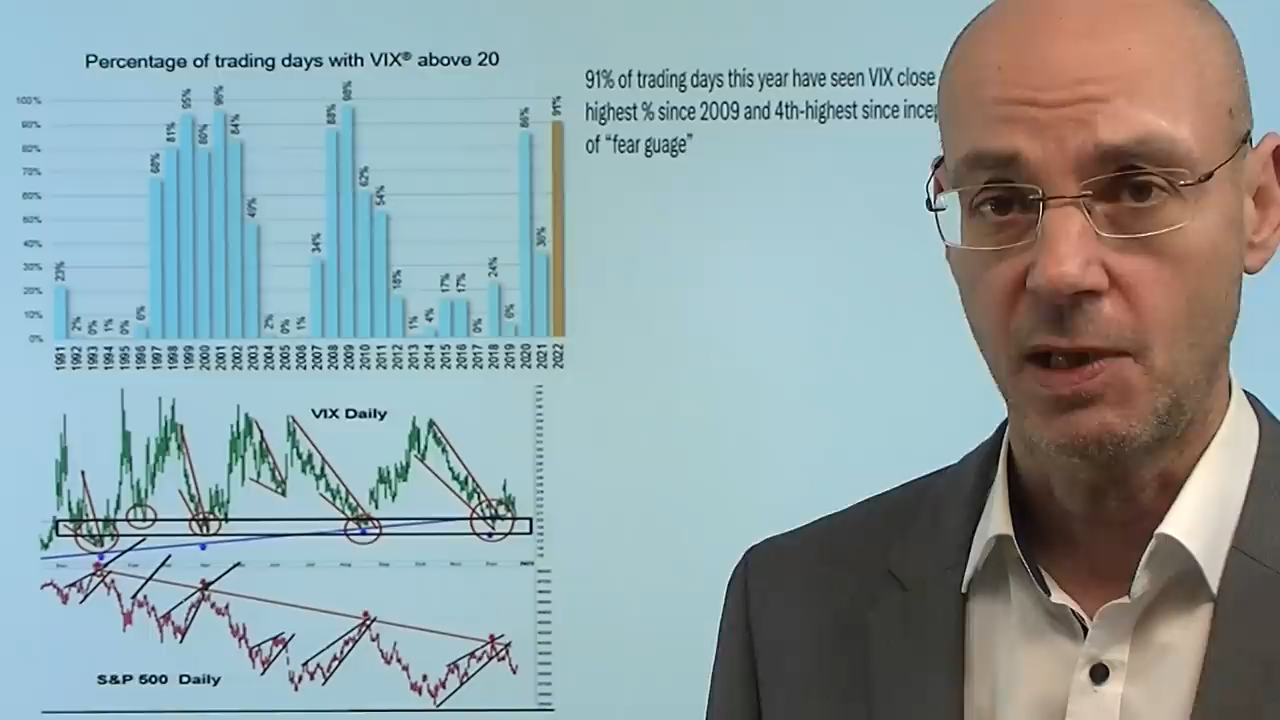 Percentage of trading days with VIX® above 20
91% of trading days this year have seen VIX close
highest % since 2009 and 4th-highest since
of “fear guage”
100%
90%
80%
70%
60%
50%
40%
30%
20%
10%
0%
23% 2% 0% 1% 0% 6% 68% 81% 95% 80% 96% 84% 49% 2% 0% 1% 34% 88% 98% 62% 54% 18% 1% 4% 17% 17% 0% 24% 6% 86% 36% 91%
1991 1992 1993 1994 1995 1996 1997 1998 1999 2000 2001 2002 2003 2004 2005 2006 2007 2008 2009 2010 2011 2012 2013 2014 2015 2016 2017 2018 2019 2020 2021 2022
VIX Daily
S&P 500 Daily